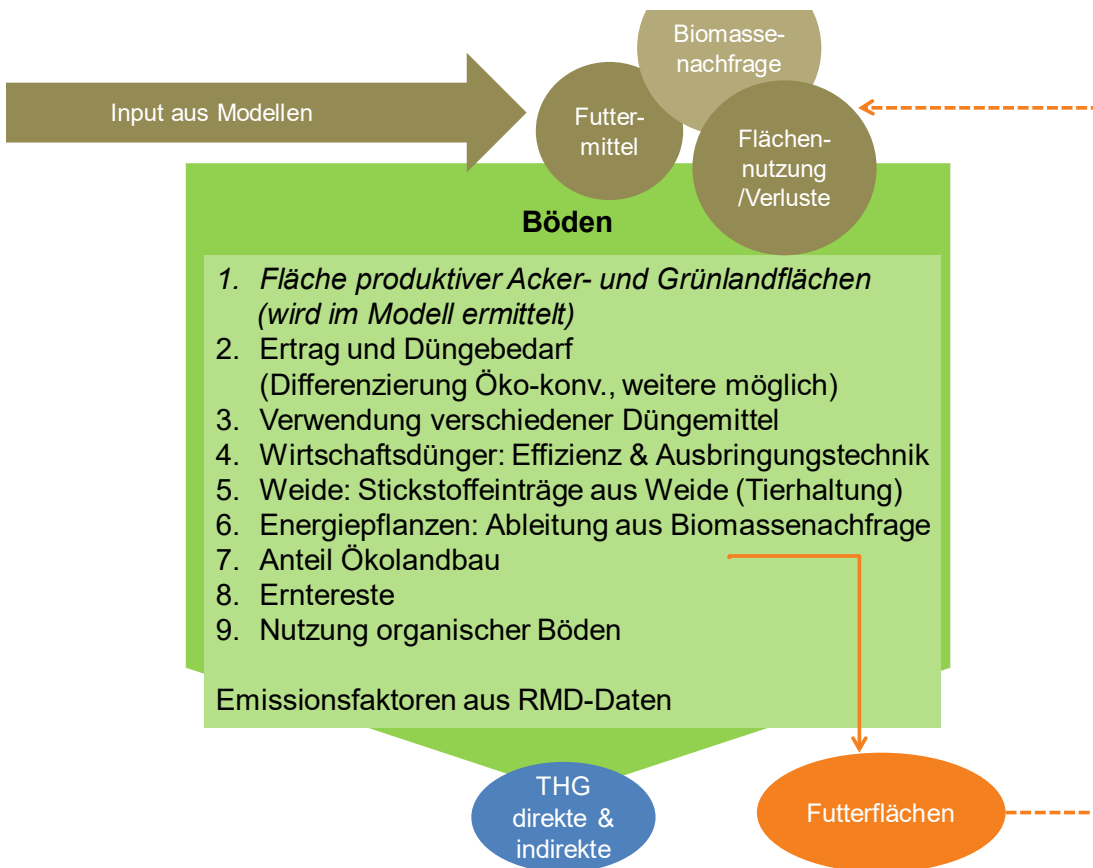 Biomasse-
nachfrage
Input aus Modellen
Futter-
mittel
Flächen-
nutzung
/Verluste
Böden
1. Fläche produktiver Acker- und Grünlandflächen
(wird im Modell ermittelt)
2. Ertrag und Düngebedarf
(Differenzierung Öko-konv., weitere möglich)
3. Verwendung verschiedener Düngemittel
4. Wirtschaftsdünger: Effizienz & Ausbringungstechnik
5. Weide: Stickstoffeinträge aus Weide (Tierhaltung)
6. Energiepflanzen: Ableitung aus Biomassenachfrage
7. Anteil Ökolandbau
8. Erntereste
9. Nutzung organischer Böden
Emissionsfaktoren aus RMD-Daten
THG
direkte &
indirekte
Futterflächen